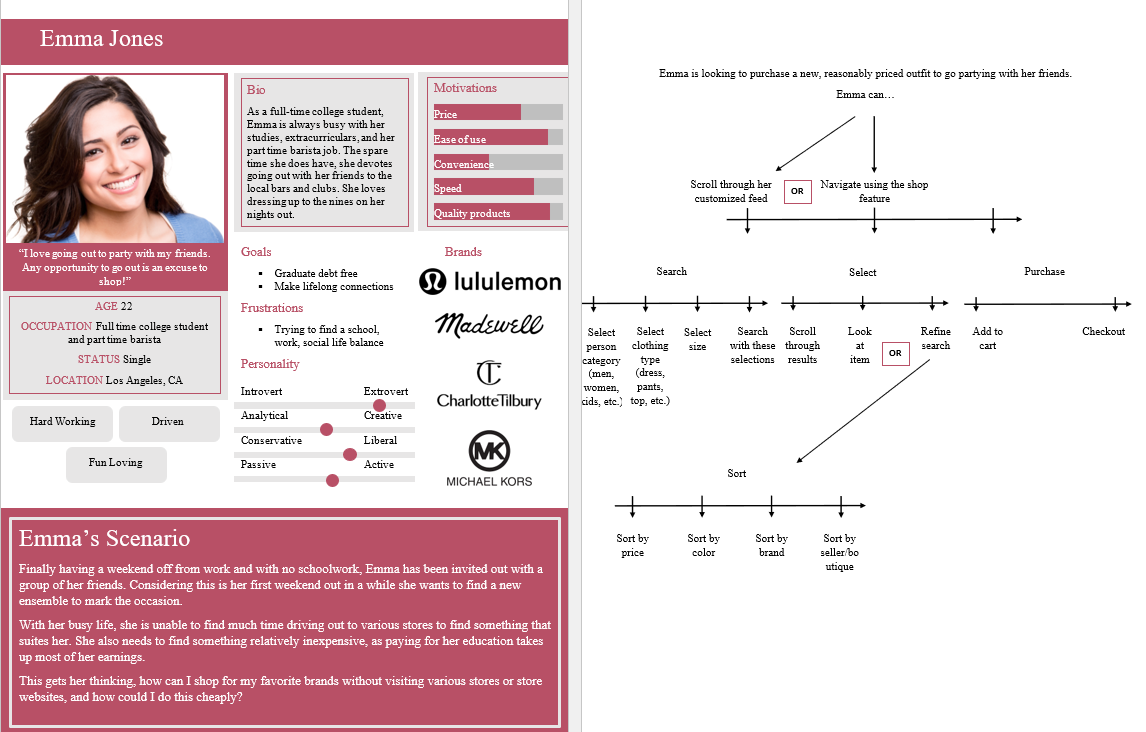 Emma Jones
“I love going out to party with my friends.
Any opportunity to go out is an excuse to
shop!”
AGE 22
OCCUPATION Full time college student
and part time barista
STATUS Single
LOCATION Los Angeles, CA
Hard Working
Driven
Fun Loving
Bio
As a full-time college student,
Emma is always busy with her
studies, extracurriculars, and her
part time barista job. The spare
time she does have, she devotes
going out with her friends to the
local bars and clubs. She loves
dressing up to the nines on her
nights out.
Goals
▪ Graduate debt free
▪ Make lifelong connections
Frustrations
▪ Trying to find a school,
work, social life balance
Personality
Introvert Extrovert
Analytical Creative
Conservative Liberal
Passive Active
Motivations
Price
Ease of use
Convenience
Speed
Quality products
Brands
lululemon
Madewell
CT
Charlotte Tilbury
MK
MICHAEL KORS
Emma’s Scenario
Finally having a weekend off from work and with no schoolwork, Emma has been invited out with a
group of her friends. Considering this is her first weekend out in a while she wants to find a new
ensemble to mark the occasion.
With her busy life, she is unable to find much time driving out to various stores to find something that
suites her. She also needs to find something relatively inexpensive, as paying for her education takes
up most of her earnings.
This gets her thinking, how can I shop for my favorite brands without visiting various stores or store
websites, and how could I do this cheaply?
Emma is looking to purchase a new, reasonably priced outfit to go partying with her friends.
Emma can…
Scroll through her
customized feed
OR
Navigate using the shop
feature
Search
Select
Purchase
Select
person
category
(men,
women,
kids, etc.)
Select
clothing
type
(dress,
pants,
top, etc.)
Select
size
Search
with these
selections
Scroll
through
results
Look
at
item
OR
Refine
search
Add to
cart
Checkout
Sort
Sort by
price
Sort by
color
Sort by
brand
Sort by
seller/bo
utique